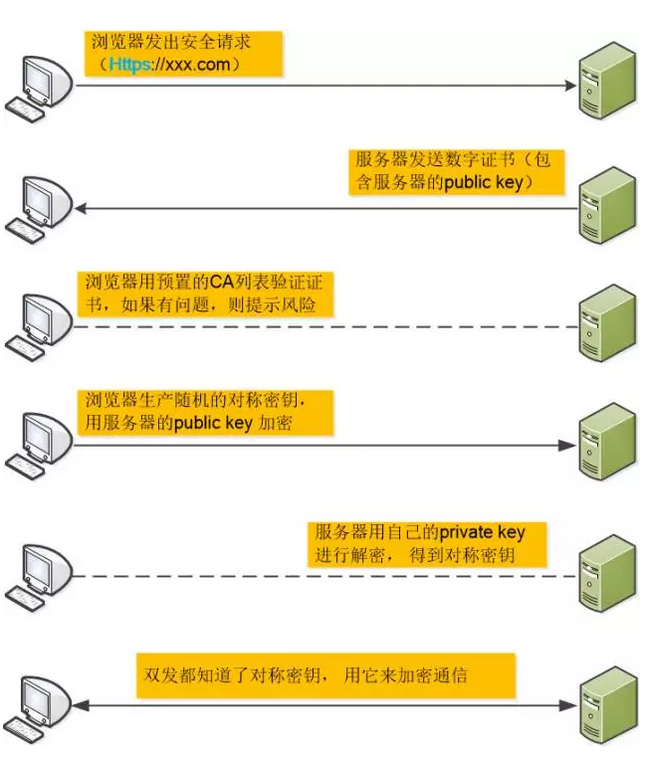 浏览器发出安全请求
（Https://xxx.com）
服务器发送数字证书（包
含服务器的public key）
浏览器用预置的CA列表验证证
书，如果有问题，则提示风险
浏览器生产随机的对称密钥，
用服务器的public key 加密
服务器用自己的private key
进行解密， 得到对称密钥
双发都知道了对称密钥， 用它来加密通信